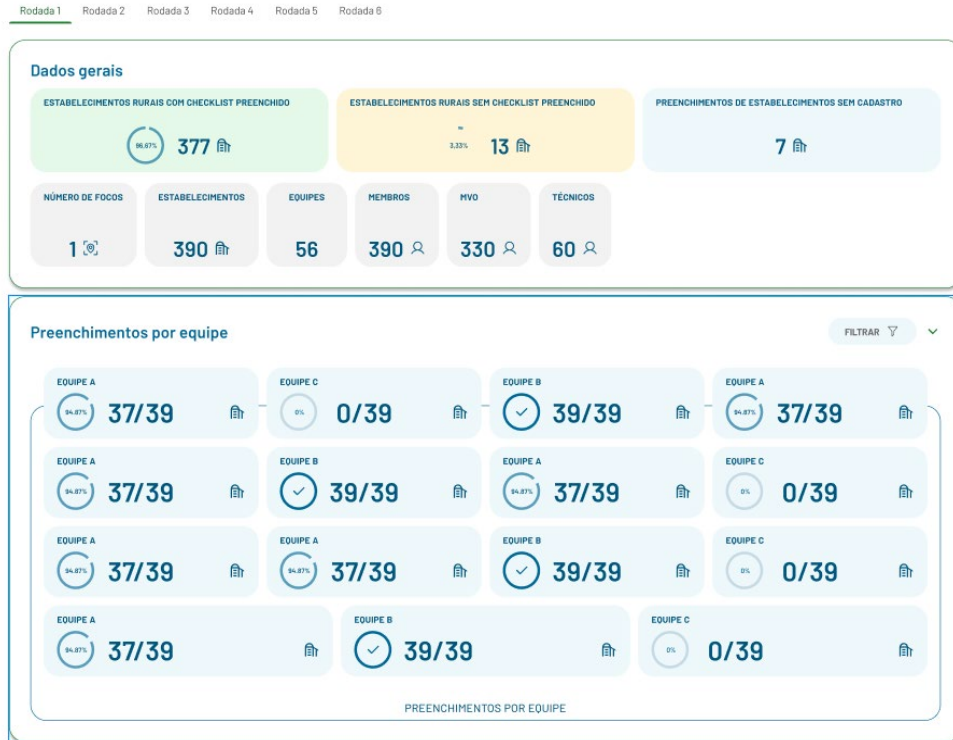 Rodada 1 Rodada 2 Rodada 3 Rodada 4 Rodada 5 Rodada 6
Dados gerais
ESTABELECIMENTOS RURAIS COM CHECKLIST PREENCHIDO
96,67% 377
ESTABELECIMENTOS RURAIS SEM CHECKLIST PREENCHIDO
3,33% 13
PREENCHIMENTOS DE ESTABELECIMENTOS SEM CADASTRO
7
NÚMERO DE FOCOS ESTABELECIMENTOS EQUIPES MEMBROS MVO TÉCNICOS
1 390 56 390 330 60
Preenchimentos por equipe
FILTRAR
EQUIPE A EQUIPE C EQUIPE B EQUIPE A
94.87% 37/39 0% 0/39 39/39 94.87% 37/39
EQUIPE A EQUIPE B EQUIPE A EQUIPE C
94.87% 37/39 39/39 94.87% 37/39 0% 0/39
EQUIPE A EQUIPE A EQUIPE B EQUIPE C
94.87% 37/39 94.87% 37/39 39/39 0% 0/39
EQUIPE A EQUIPE B EQUIPE C
94.87% 37/39 39/39 0% 0/39
PREENCHIMENTOS POR EQUIPE